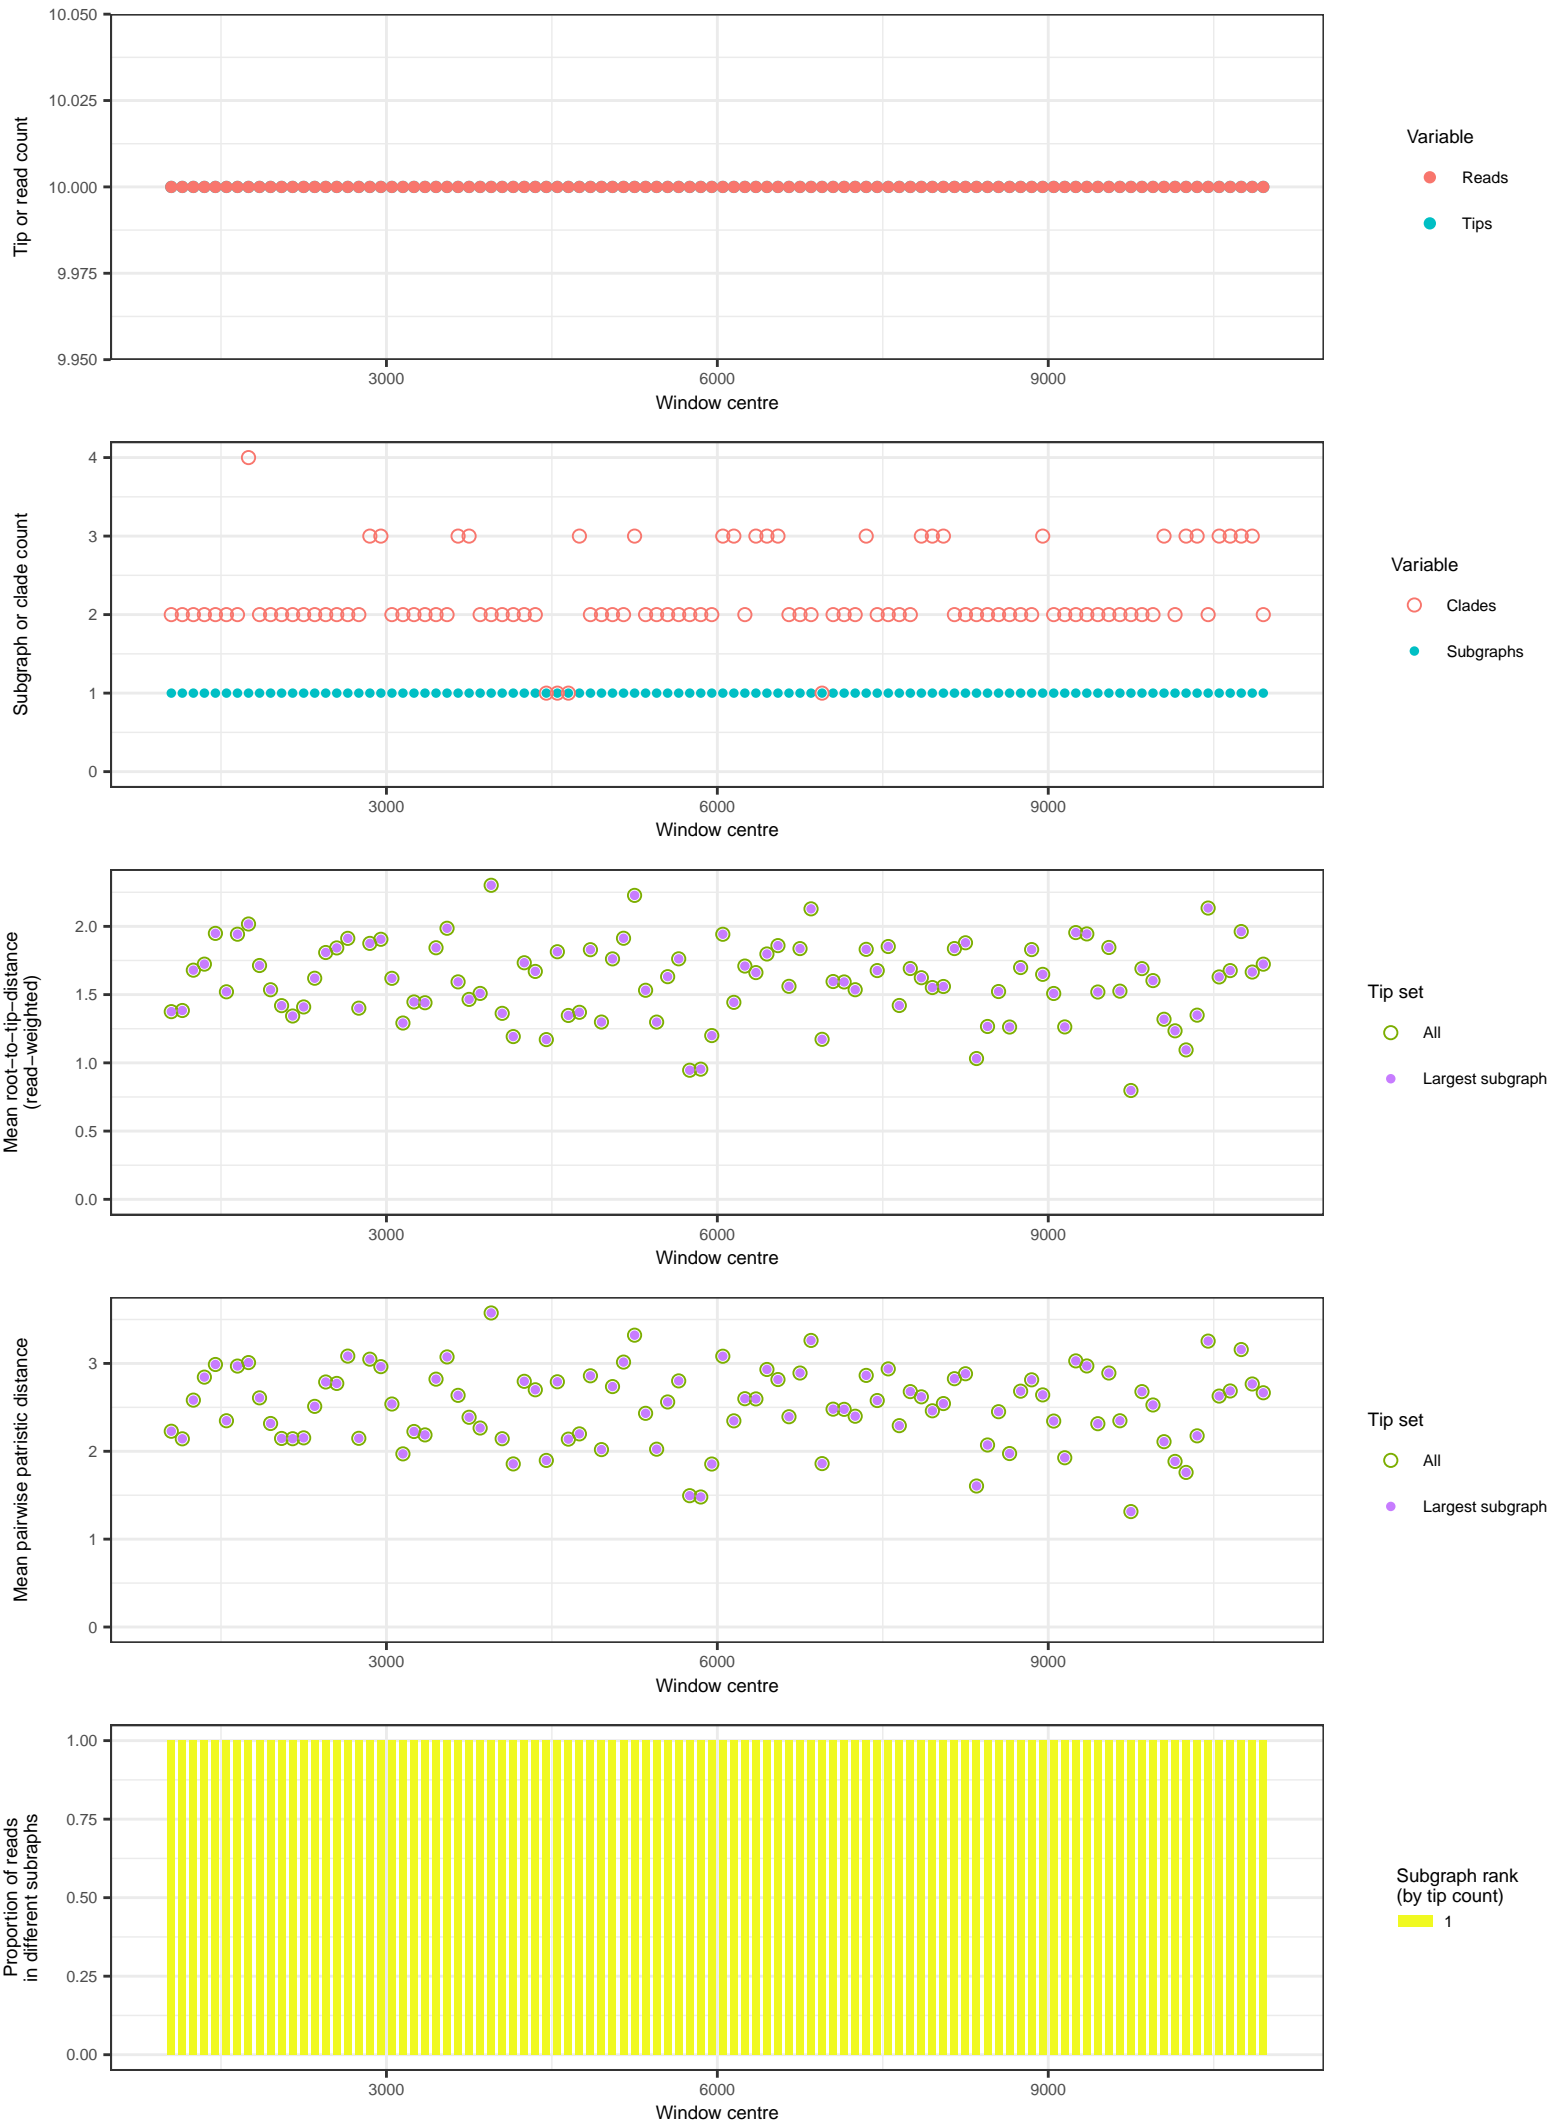 10.050
10.025
10.000
9.975
9.950
Tip or read count
3000 6000 9000
Window centre
Variable
Reads
Tips
4
3
2
1
0
Subgraph or clade count
3000 6000 9000
Window centre
Variable
Clades
Subgraphs
2.0
1.5
1.0
0.5
0.0
Mean root−to−tip−distance
(read−weighted)
3000 6000 9000
Window centre
Tip set
All
Largest subgraph
3
2
1
0
Mean pairwise patristic distance
3000 6000 9000
Window centre
Tip set
All
Largest subgraph
1.00
0.75
0.50
0.25
0.00
Proportion of reads
in different subraphs
3000 6000 9000
Window centre
Subgraph rank
(by tip count)
1